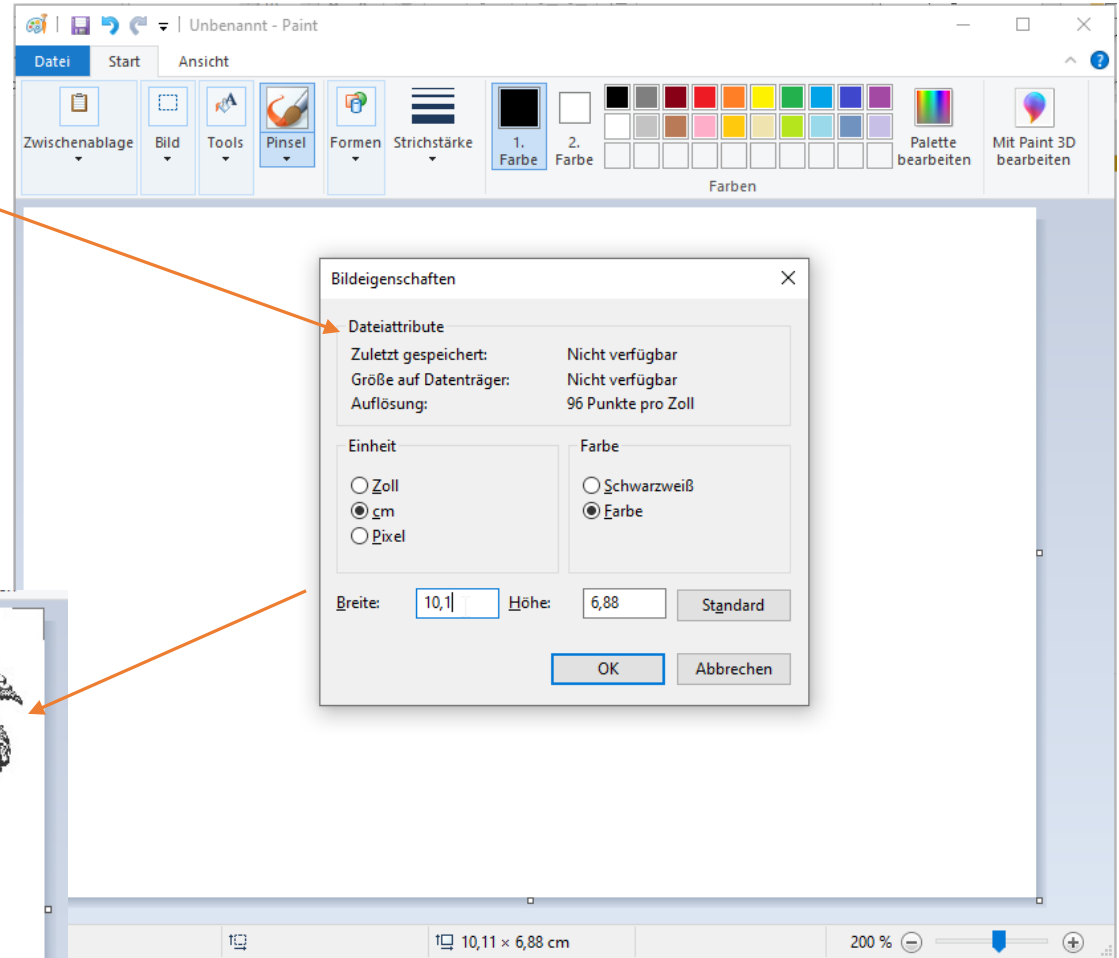 Unbenannt - Paint
Datei Start Ansicht
Zwischenablage Bild Tools Pinsel Formen Strichstärke 1. Farbe 2. Farbe Palette bearbeiten Mit Paint 3D bearbeiten
Farben
Bildeigenschaften
Dateiattribute
Zuletzt gespeichert: Nicht verfügbar
Größe auf Datenträger: Nicht verfügbar
Auflösung: 96 Punkte pro Zoll
Einheit Farbe
Zoll Schwarzweiß
cm Farbe
Pixel
Breite: 10,1 Höhe: 6,88 Standard
OK Abbrechen
10,11 × 6,88 cm 200 %